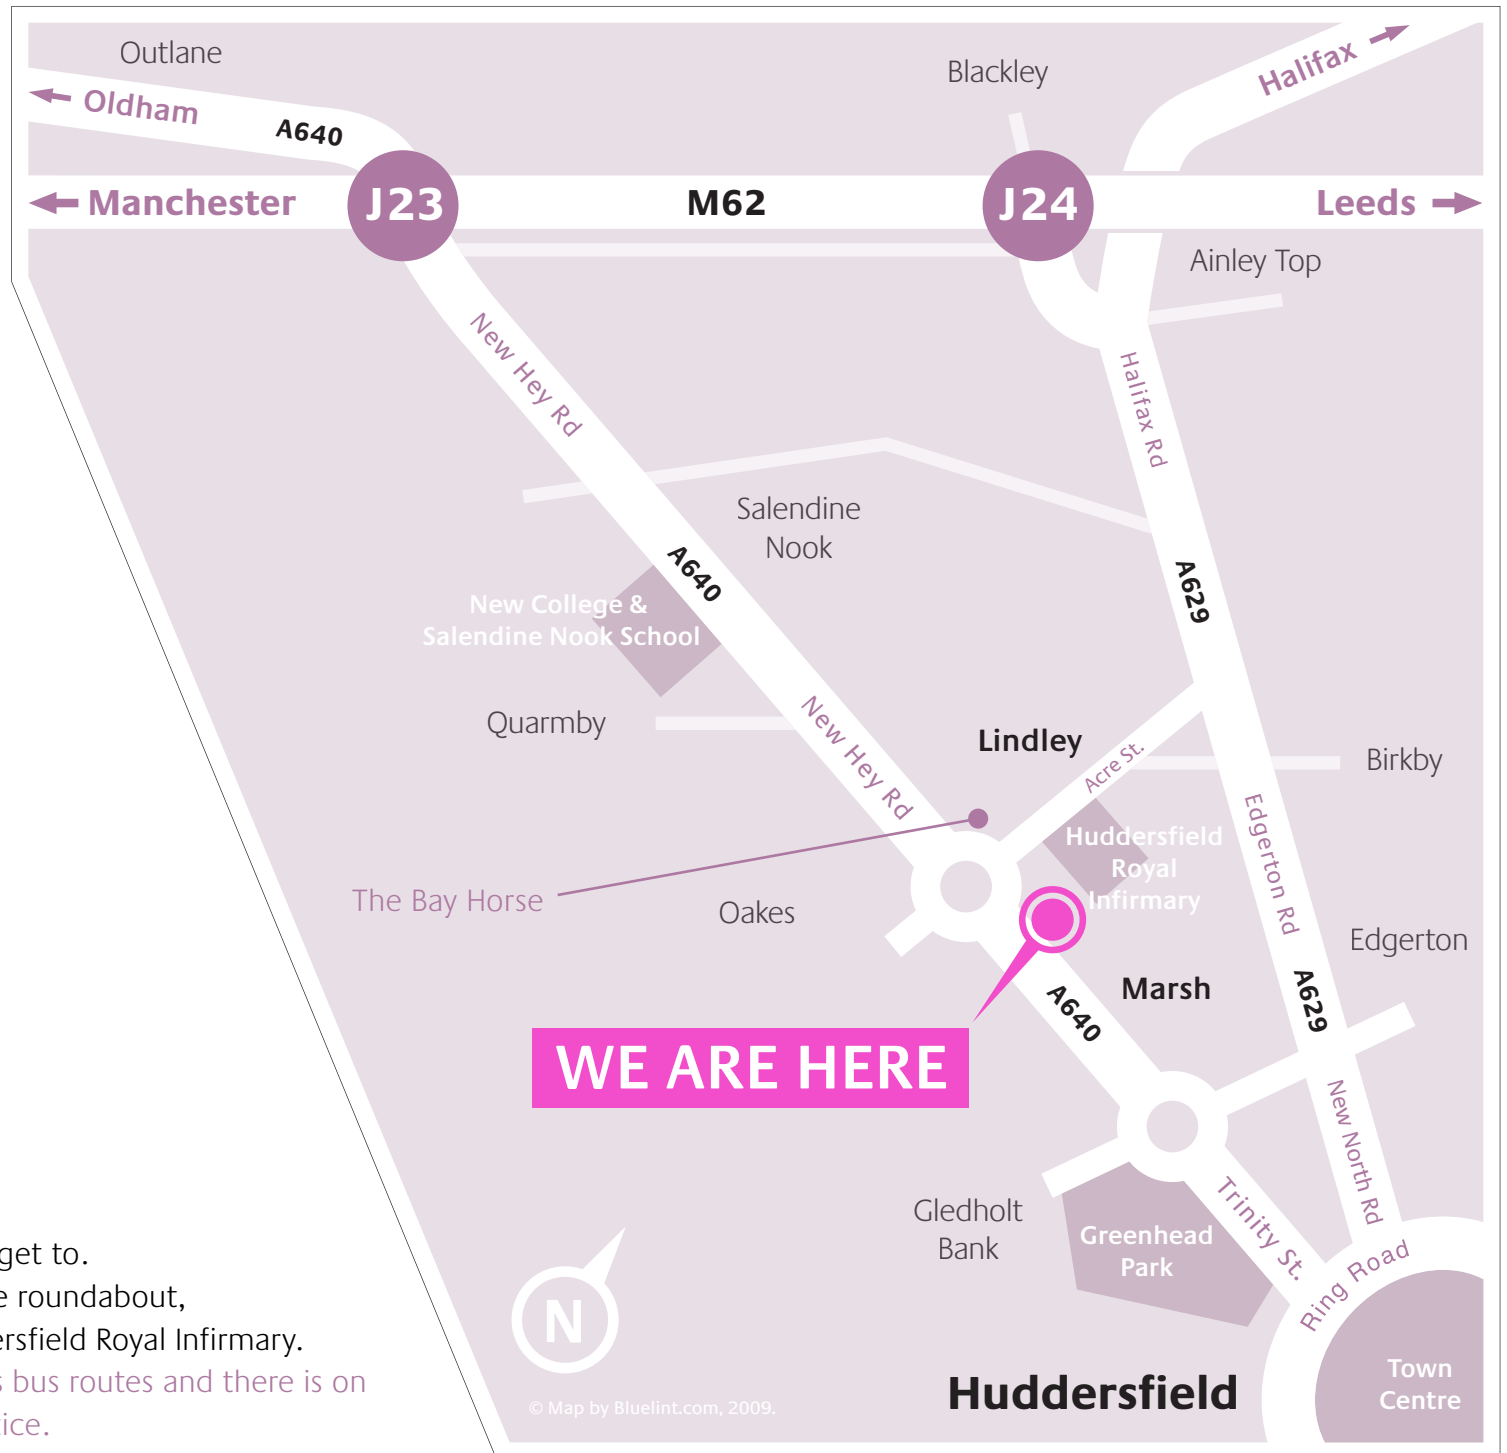 Outlane
Blackley
Halifax
Oldham
A640
Manchester
J23
M62
J24
Leeds
Ainley Top
New Hey Rd
Halifax Rd
Salendine
Nook
A640
A629
New College &
Salendine Nook School
Quarmby
New Hey Rd
Lindley
Acre St.
Birkby
Edgerton Rd
Huddersfield
Royal
Infirmary
The Bay Horse
Oakes
Edgerton
Marsh
A640
A629
WE ARE HERE
New North Rd
Gledholt
Bank
Greenhead
Park
Trinity St.
Ring Road
N
Huddersfield
Town
Centre
© Map by Bluelint.com, 2009.
get to.
roundabout,
Royal Infirmary.
bus routes and there is on